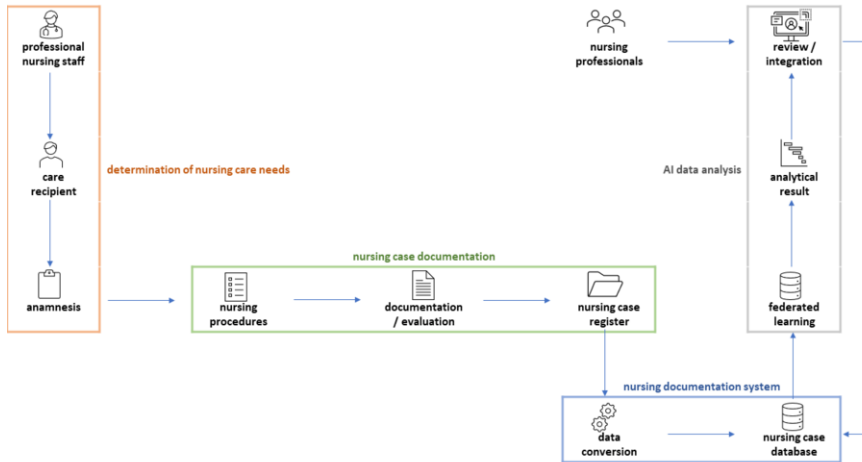 professional
nursing staff
nursing
professionals
review /
integration
care
recipient
determination of nursing care needs
AI data analysis
analytical
result
nursing case documentation
anamnesis
nursing
procedures
documentation
/ evaluation
nursing case
register
federated
learning
nursing documentation system
data
conversion
nursing case
database